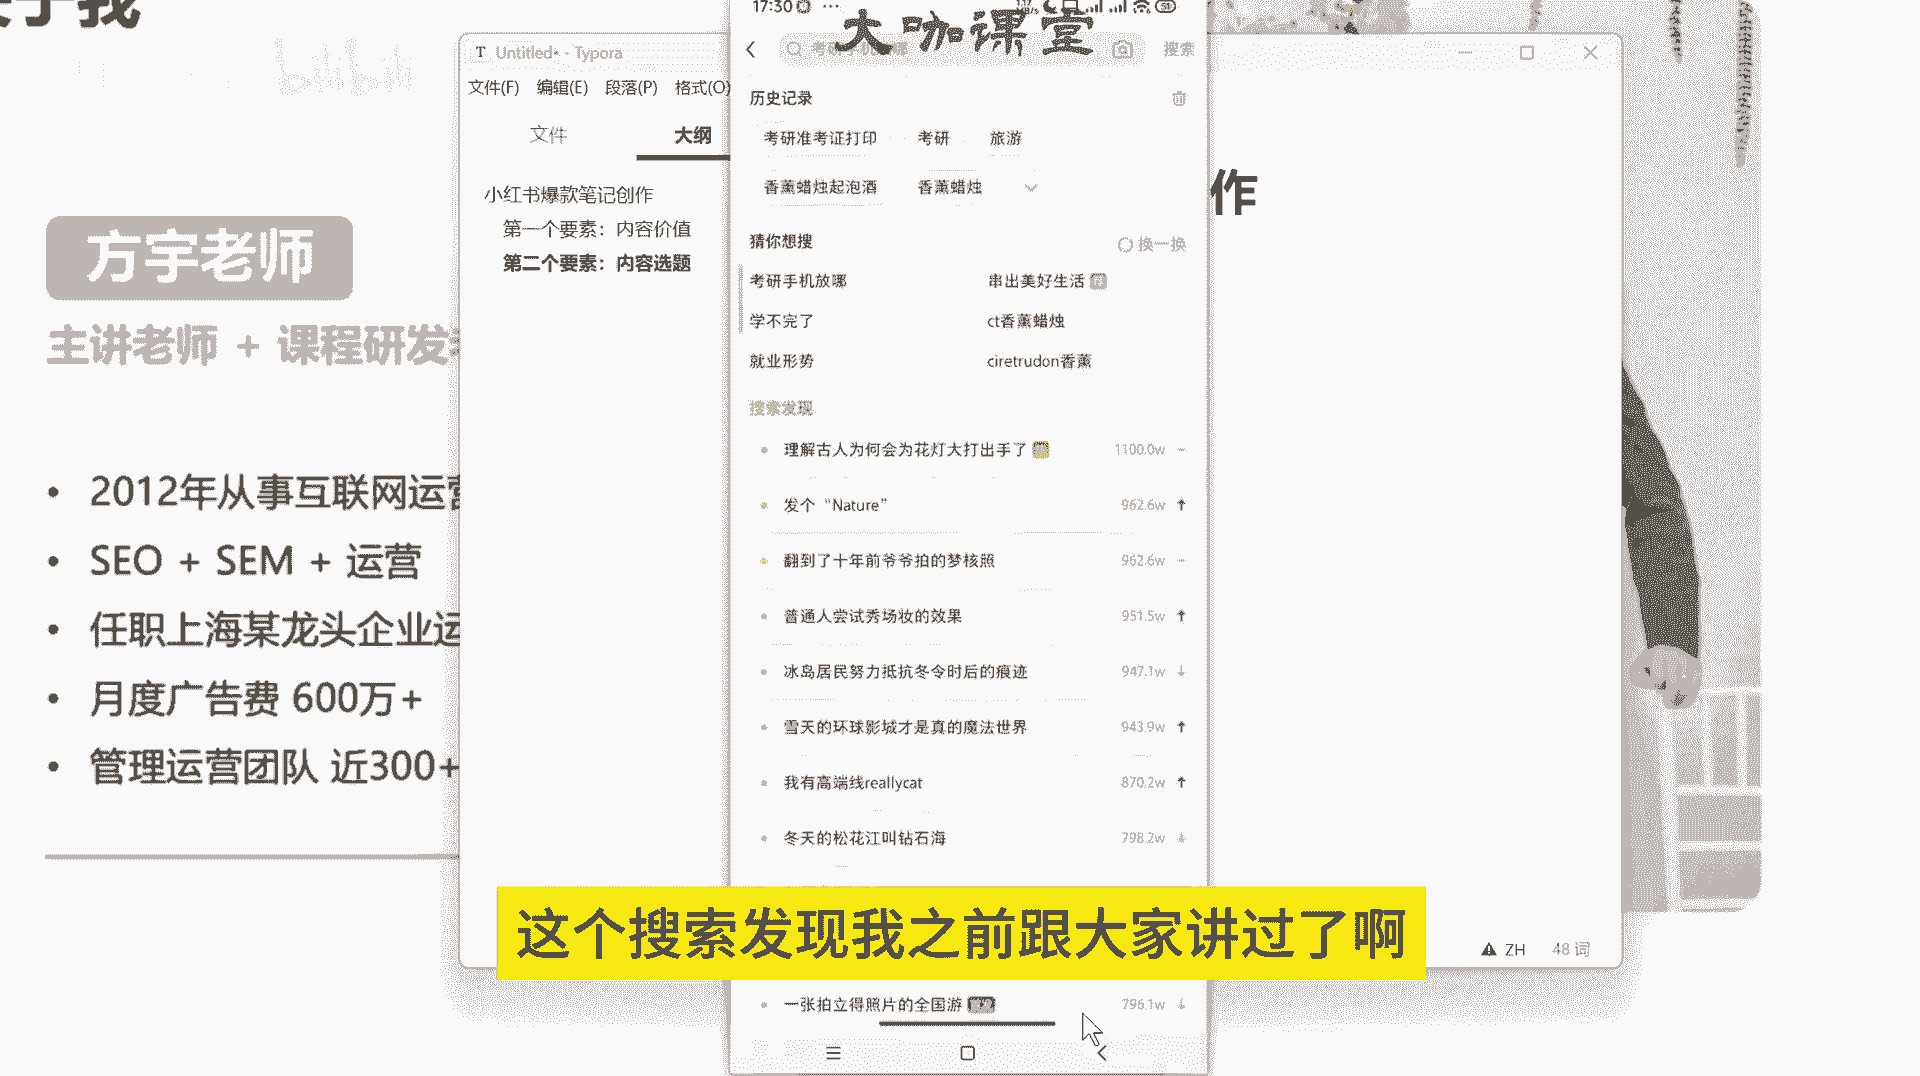 关于我
bilibili
方宇老师
主讲老师 + 课程研发
2012年从事互联网运营
SEO + SEM + 运营
任职上海某龙头企业运
月度广告费 600万+
管理运营团队 近300+
T Untitled• - Typora
文件(F) 编辑(E) 段落(P) 格式(O)
文件 大纲
小红书爆款笔记创作
第一个要素：内容价值
第二个要素：内容选题
作
ZH 48 词
17:30
大咖课堂
搜索
历史记录
考研准考证打印 考研 旅游
香薰蜡烛起泡酒 香薰蜡烛
猜你想搜 换一换
考研手机放哪 串出美好生活
学不完了 ct香薰蜡烛
就业形势 ciretrudon香薰
搜索发现
理解古人为何会为花灯大打出手了 1100.0w
发个“Nature” 962.6w
翻到了十年前爷爷拍的梦核照 962.6w
普通人尝试秀场妆的效果 951.5w
冰岛居民努力抵抗冬令时后的痕迹 947.1w
雪天的环球影城才是真的魔法世界 943.9w
我有高端线reallycat 870.2w
冬天的松花江叫钻石海 798.2w
这个搜索发现我之前跟大家讲过了啊
一张拍立得照片的全国游 796.1w